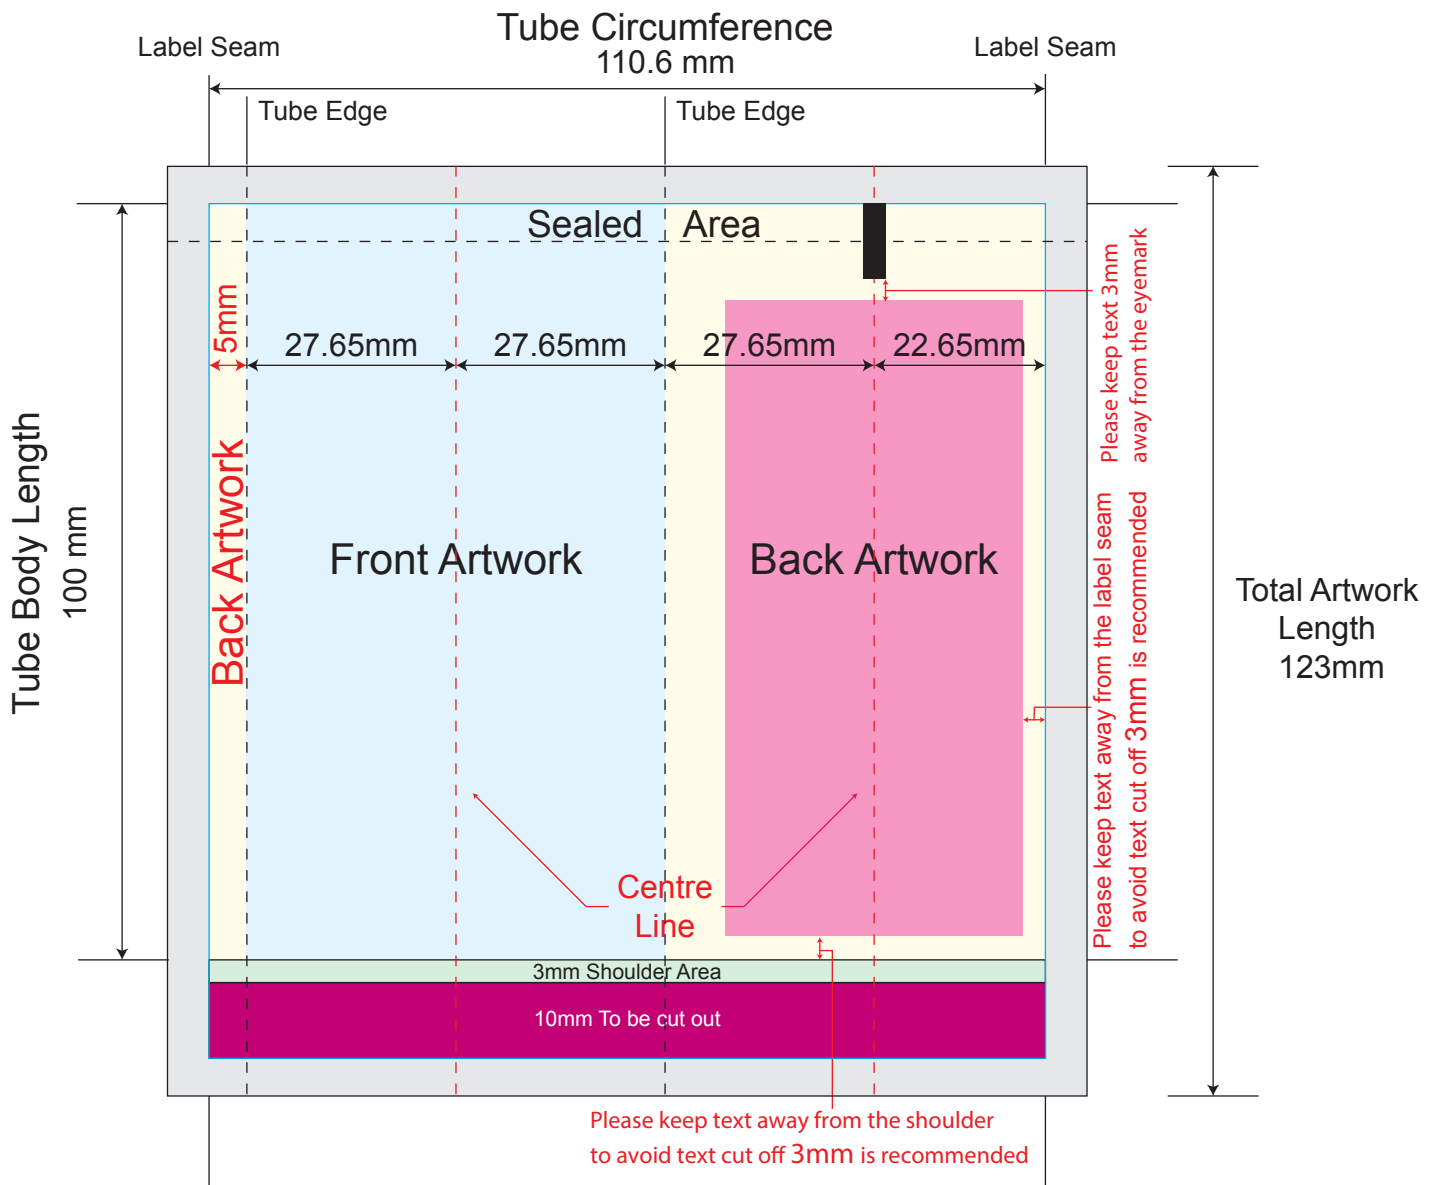 Tube Circumference
110.6 mm
Label Seam
Label Seam
Tube Edge
Tube Edge
Sealed Area
5mm
27.65mm
27.65mm
27.65mm
22.65mm
Please keep text 3mm
away from the eyemark
Tube Body Length
100 mm
Back Artwork
Front Artwork
Back Artwork
Please keep text away from the label seam
to avoid text cut off 3mm is recommended
Total Artwork
Length
123mm
Centre
Line
3mm Shoulder Area
10mm To be cut out
Please keep text away from the shoulder
to avoid text cut off 3mm is recommended